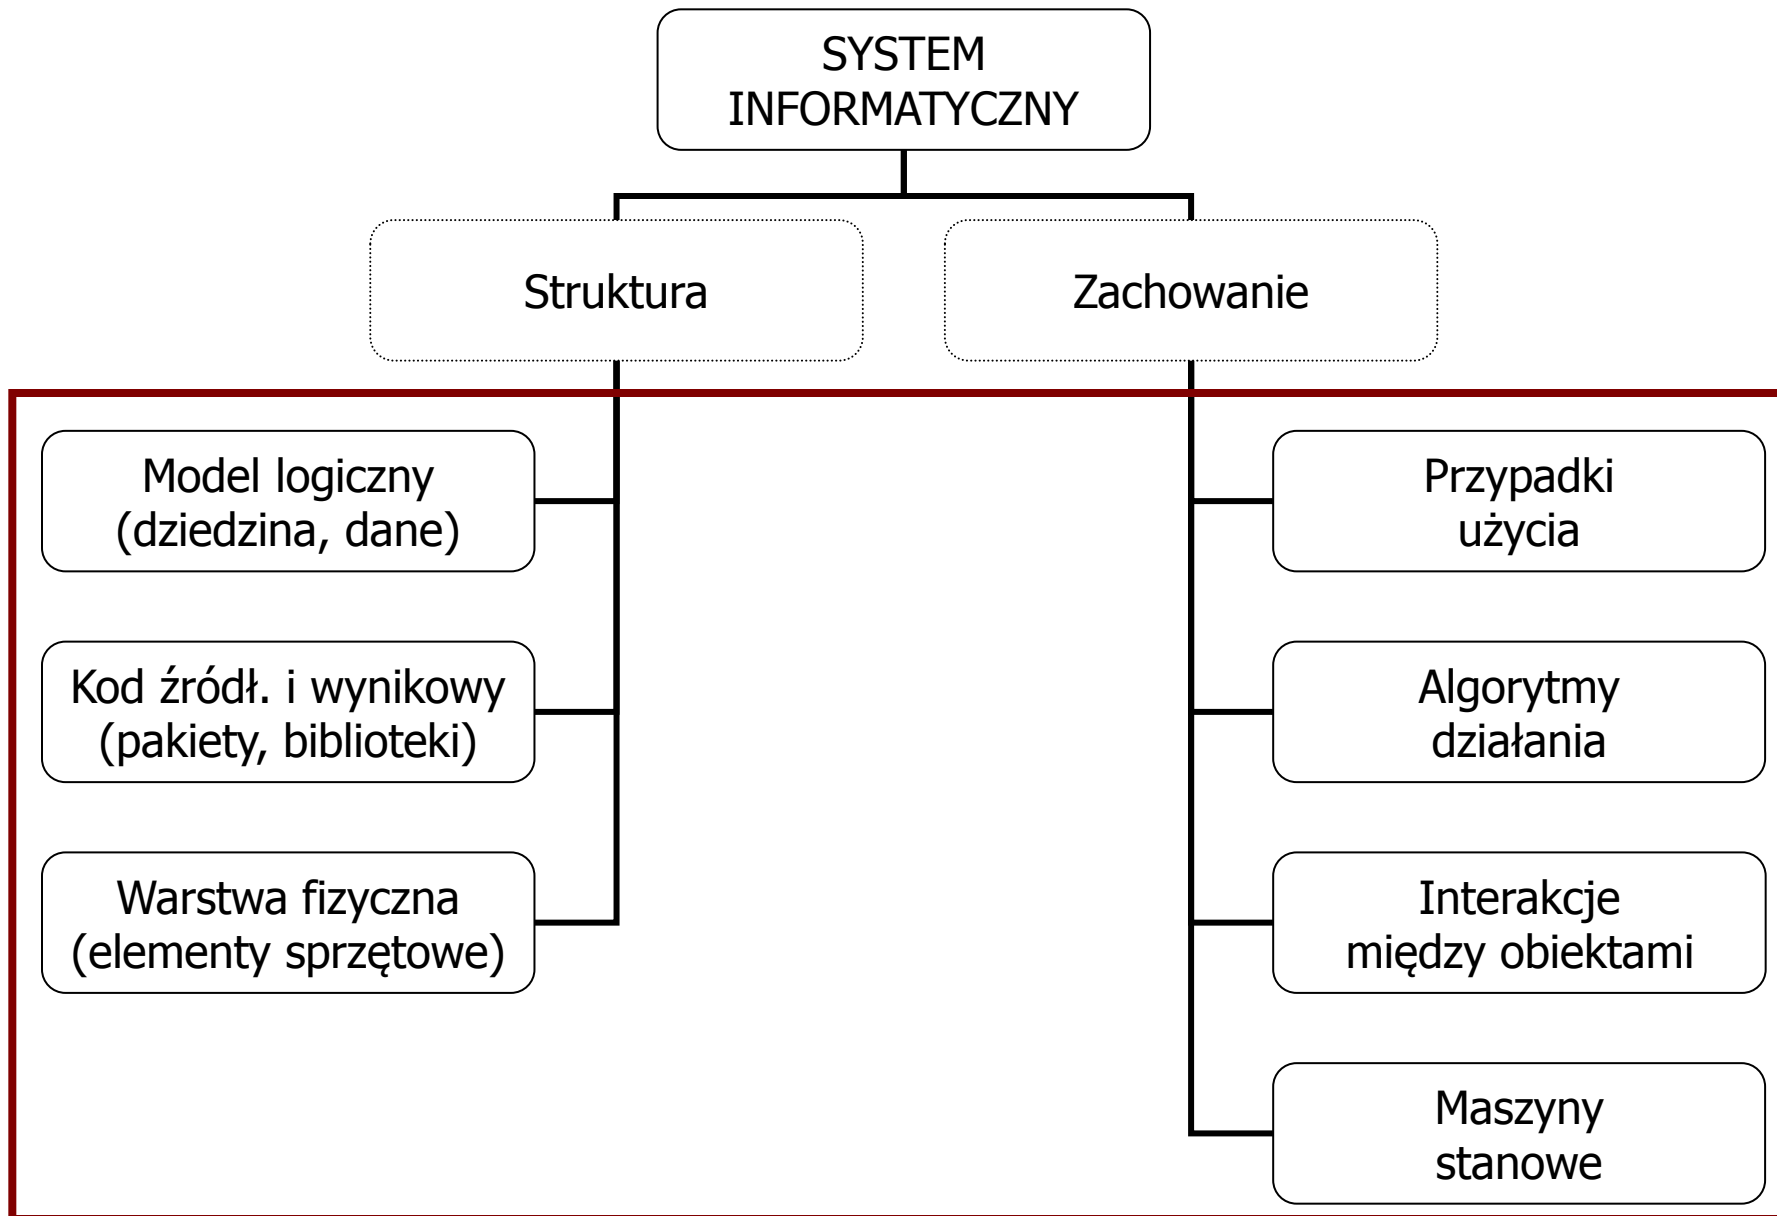 SYSTEM
INFORMATYCZNY
Struktura
Zachowanie
Model logiczny
(dziedzina, dane)
Kod źródł. i wynikowy
(pakiety, biblioteki)
Warstwa fizyczna
(elementy sprzętowe)
Przypadki
użycia
Algorytmy
działania
Interakcje
między obiektami
Maszyny
stanowe